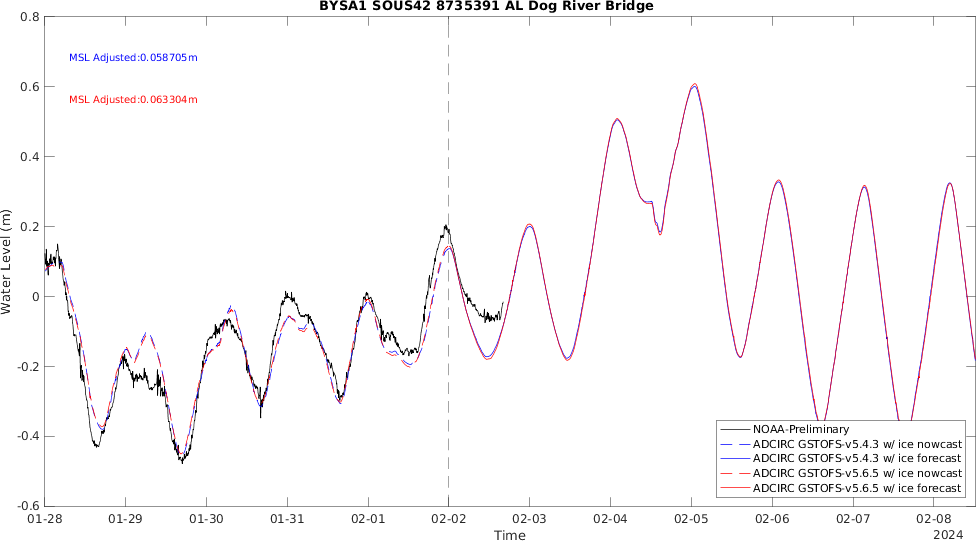 BYSA1 SOUS42 8735391 AL Dog River Bridge
MSL Adjusted:0.058705m
MSL Adjusted:0.063304m
Water Level (m)
0.8
0.6
0.4
0.2
0
-0.2
-0.4
-0.6
NOAA-Preliminary
ADCIRC GSTOFS-v5.4.3 w/ ice nowcast
ADCIRC GSTOFS-v5.4.3 w/ ice forecast
ADCIRC GSTOFS-v5.6.5 w/ ice nowcast
ADCIRC GSTOFS-v5.6.5 w/ ice forecast
01-28 01-29 01-30 01-31 02-01 02-02 02-03 02-04 02-05 02-06 02-07 02-08
Time
2024